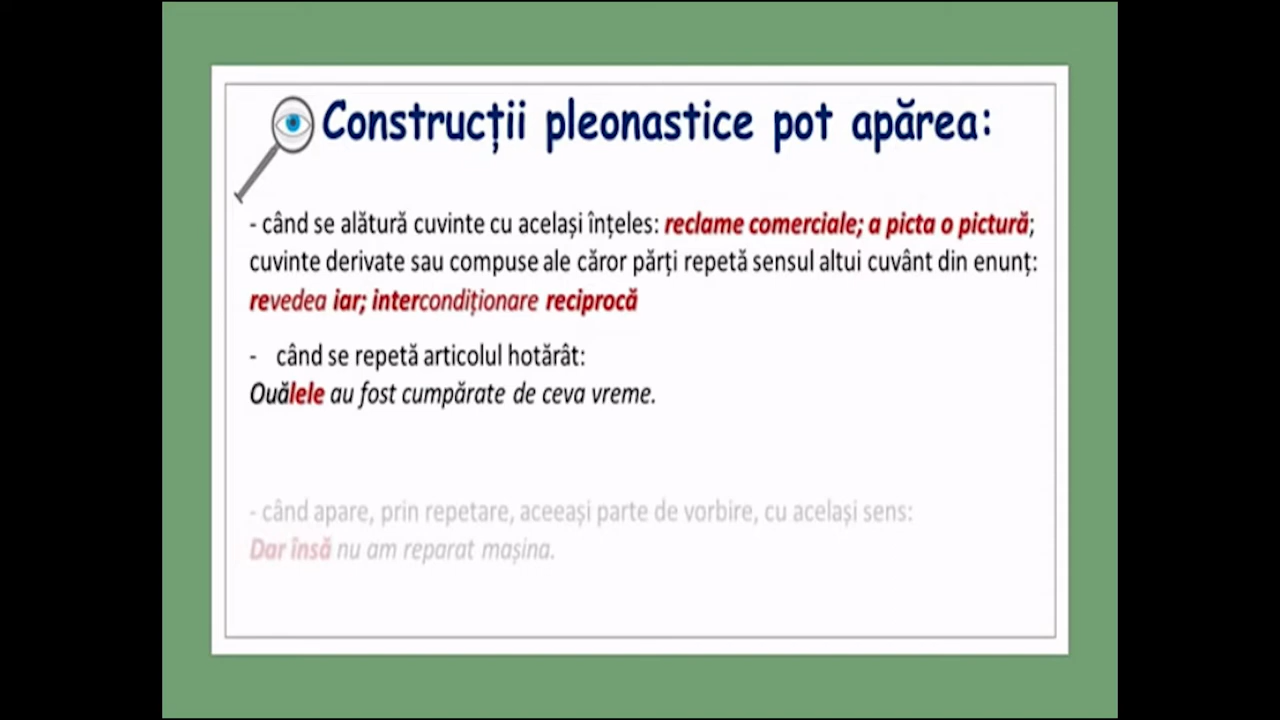 Construcții pleonastice pot apărea:
- când se alătură cuvinte cu același înțeles: reclame comerciale; a picta o pictură;
cuvinte derivate sau compuse ale căror părți repetă sensul altui cuvânt din enunț:
revedea iar; intercondiționare reciprocă
- când se repetă articolul hotărât:
Ouălele au fost cumpărate de ceva vreme.
- când apare, prin repetare, aceeași parte de vorbire, cu același sens:
Dar însă nu am reparat mașina.